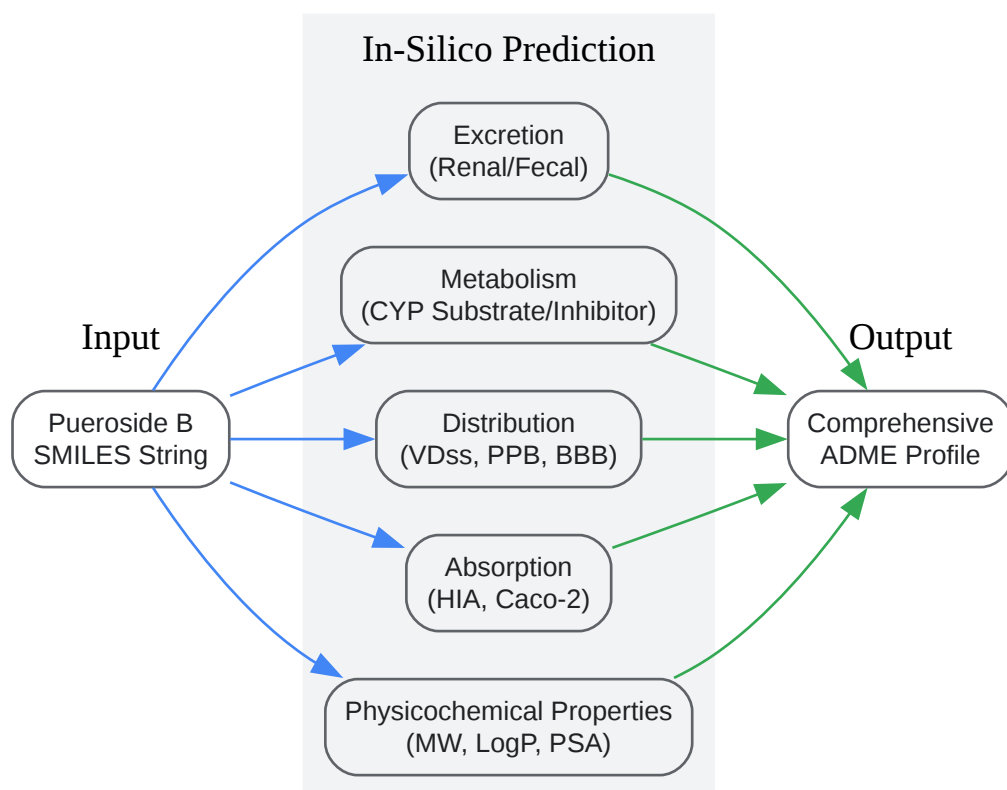 In-Silico Prediction
Excretion
(Renal/Fecal)
Metabolism
(CYP Substrate/Inhibitor)
Input
Output
Pueroside B
SMILES String
Distribution
(VDss, PPB, BBB)
Comprehensive
ADME Profile
Absorption
(HIA, Caco-2)
Physicochemical Properties
(MW, LogP, PSA)